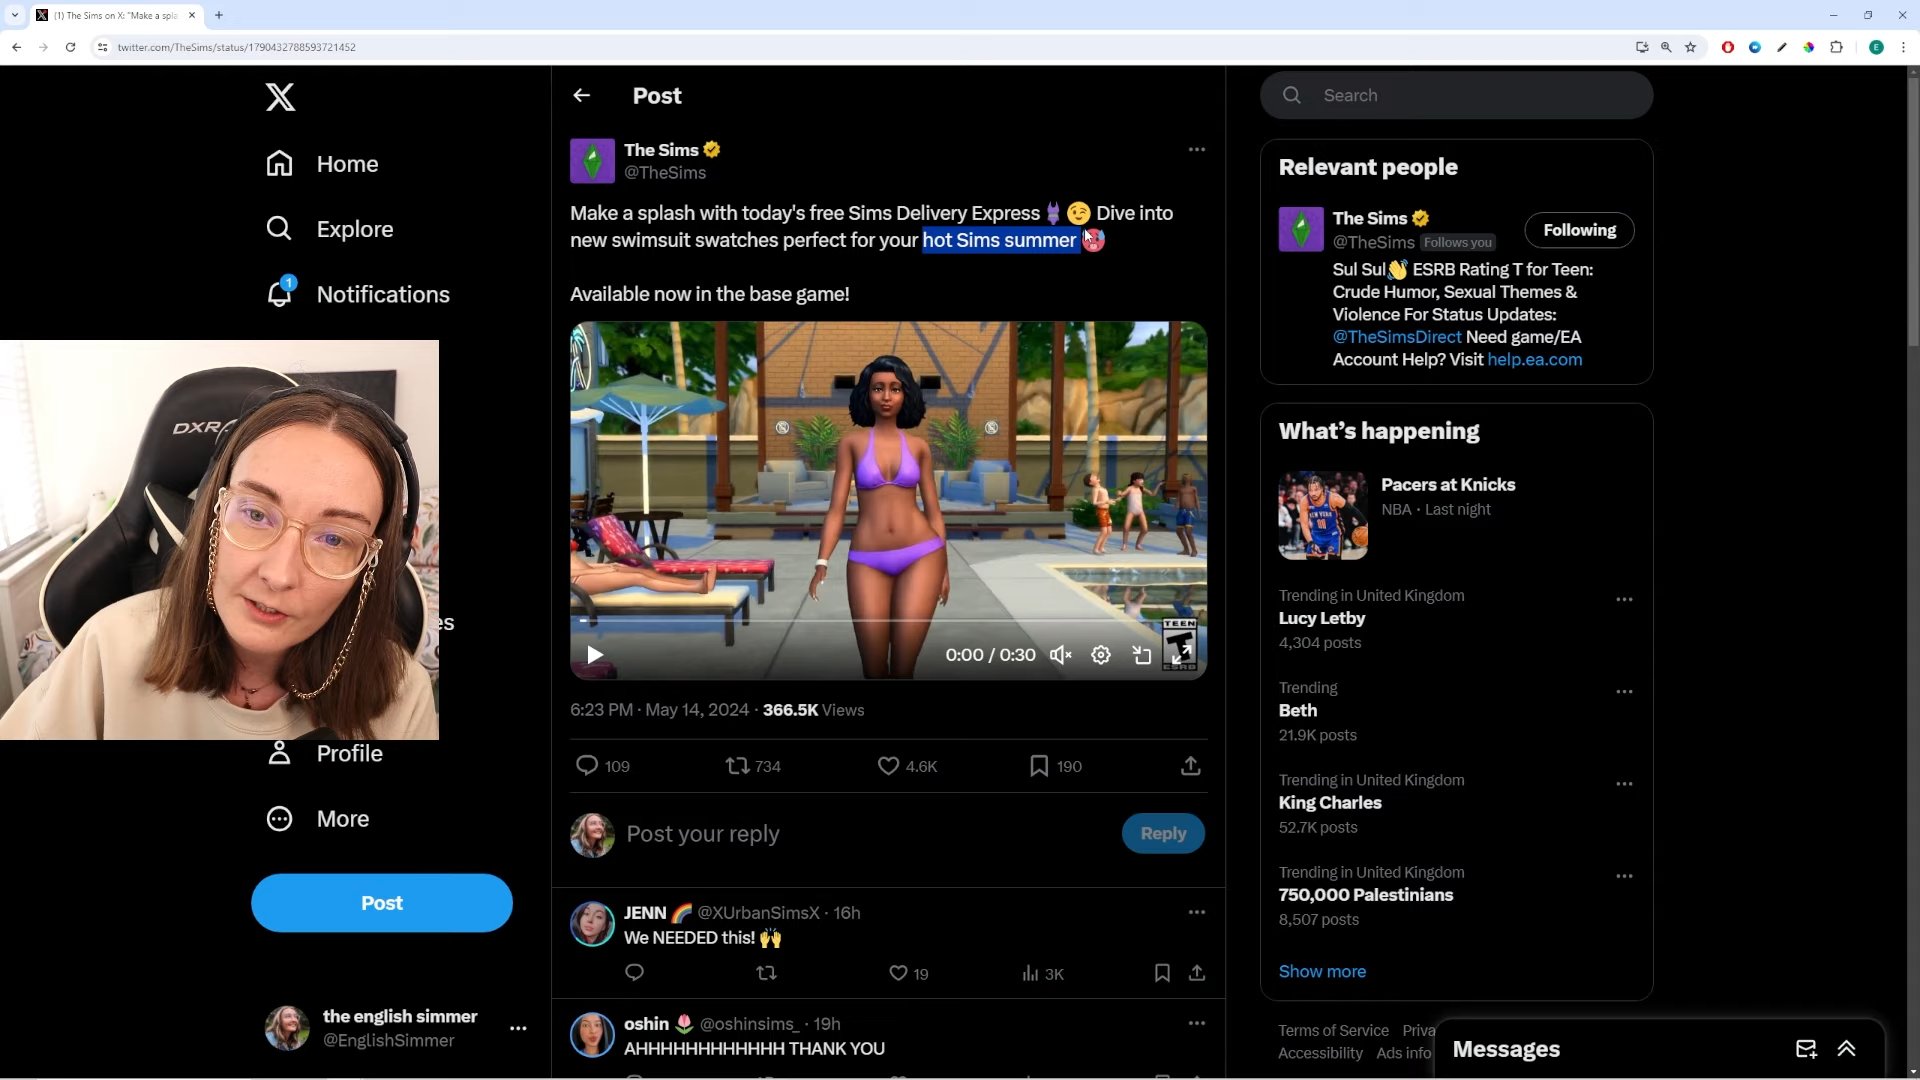 (1) The Sims on X: "Make a spla
twitter.com/TheSims/status/1790432788593721452
E
Home
Explore
1
Notifications
es
Profile
More
Post
the english simmer
@EnglishSimmer
DXR
Post
The Sims
@TheSims
Make a splash with today's free Sims Delivery Express 👙 😉 Dive into
new swimsuit swatches perfect for your hot Sims summer 🥵
Available now in the base game!
0:00 / 0:30
TEEN
T
ESRB
6:23 PM · May 14, 2024 · 366.5K Views
109
734
4.6K
190
Post your reply
Reply
JENN 🌈 @XUrbanSimsX · 16h
We NEEDED this! 🙌
19
3K
oshin 🌷 @oshinsims_ · 19h
AHHHHHHHHHHHH THANK YOU
Search
Relevant people
The Sims
@TheSims Follows you
Following
Sul Sul👋 ESRB Rating T for Teen:
Crude Humor, Sexual Themes &
Violence For Status Updates:
@TheSimsDirect Need game/EA
Account Help? Visit help.ea.com
What's happening
Pacers at Knicks
NBA · Last night
Trending in United Kingdom
Lucy Letby
4,304 posts
Trending
Beth
21.9K posts
Trending in United Kingdom
King Charles
52.7K posts
Trending in United Kingdom
750,000 Palestinians
8,507 posts
Show more
Terms of Service Priva
Accessibility Ads info
Messages